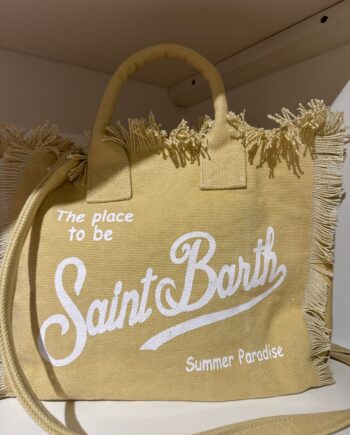 The place
to be
Saint Barth
Summer Paradise